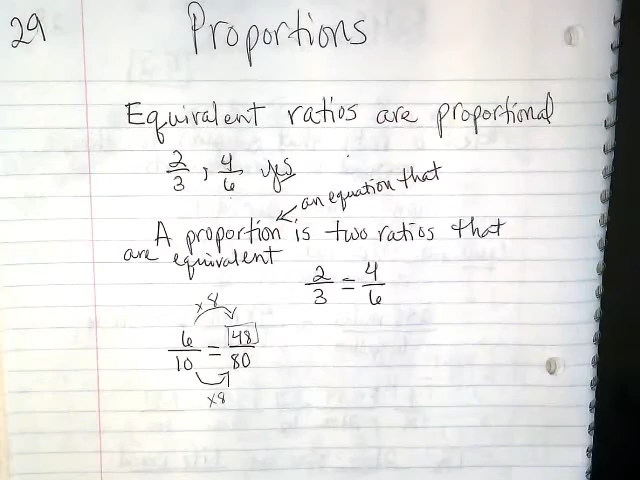 29
Proportions
Equivalent ratios are proportional
2/3 , 4/6 yes
an equation that
A proportion is two ratios that
are equivalent
2/3 = 4/6
x8
6/10 = 48/80
x8